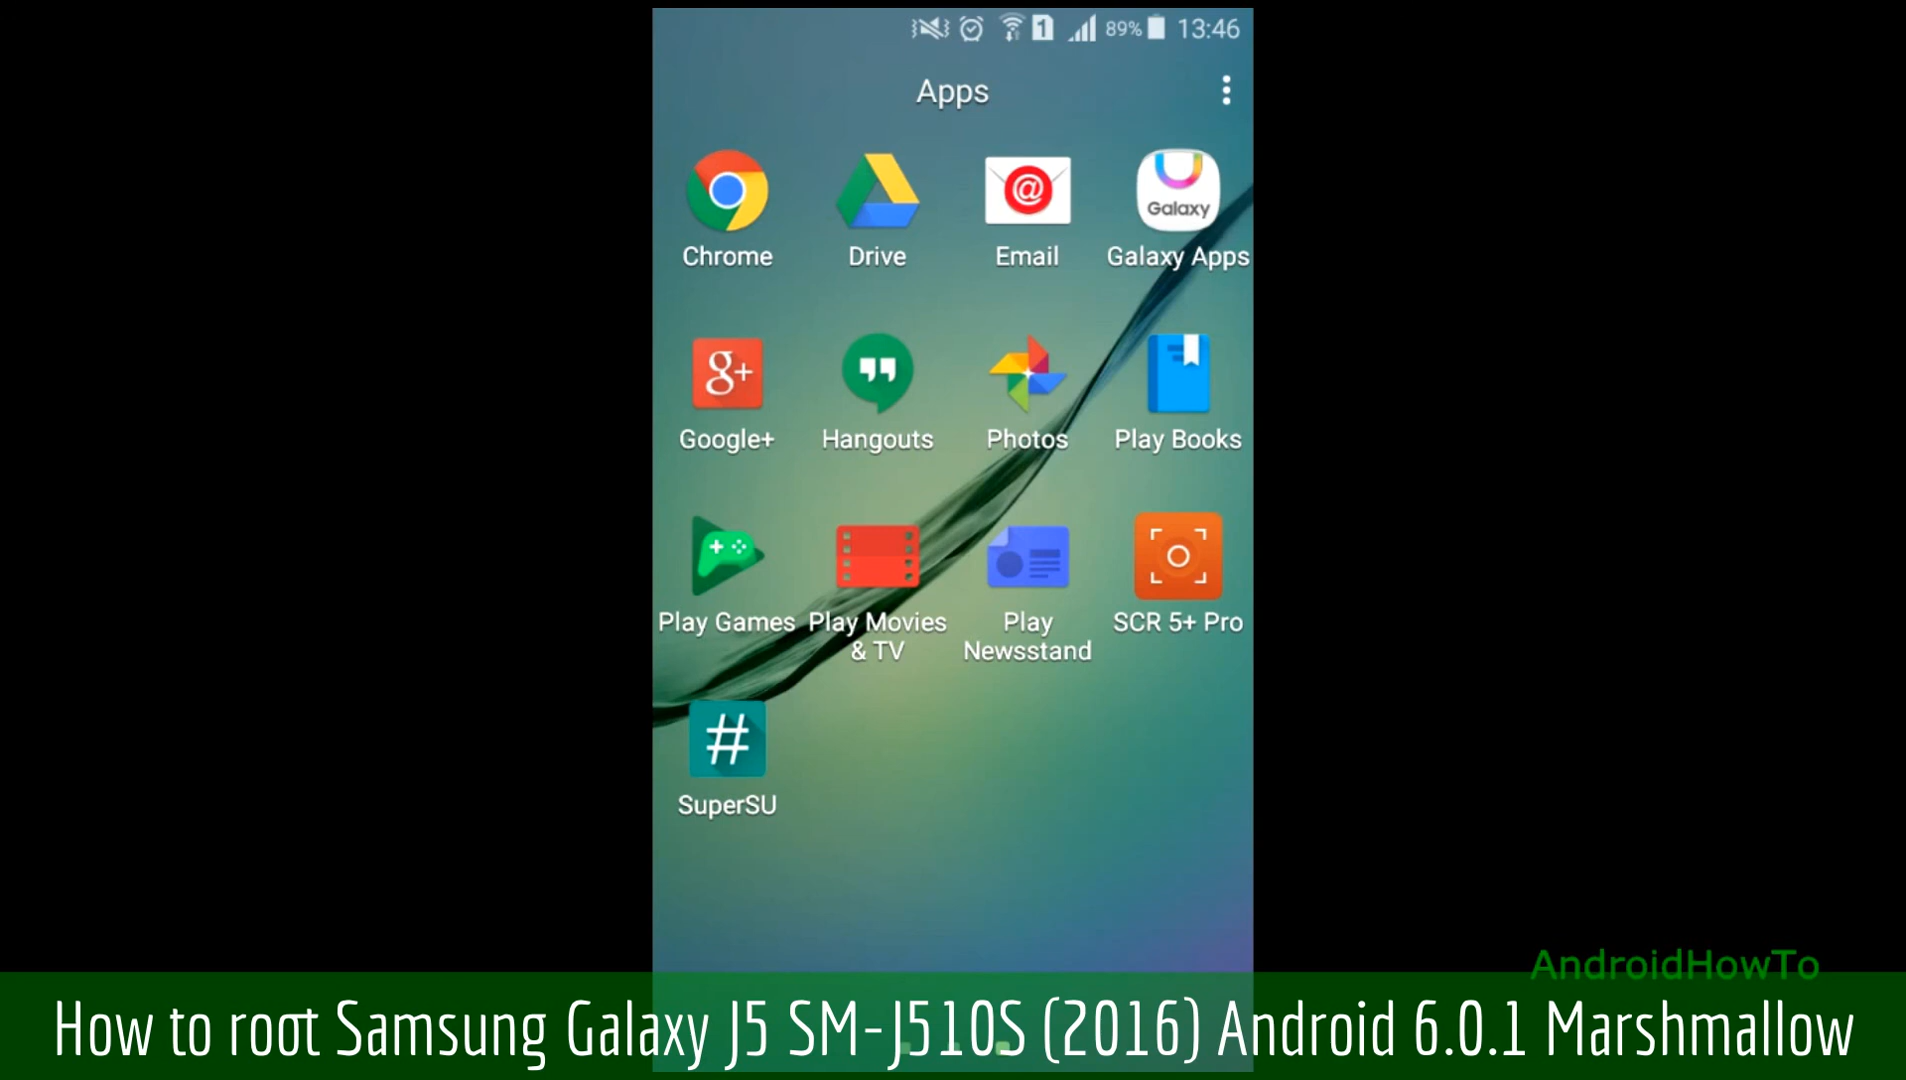 1 89% 13:46
Apps
Galaxy
Chrome Drive Email Galaxy Apps
g+
Google+ Hangouts Photos Play Books
Play Games Play Movies & TV Play Newsstand SCR 5+ Pro
#
SuperSU
AndroidHowTo
How to root Samsung Galaxy J5 SM-J510S (2016) Android 6.0.1 Marshmallow